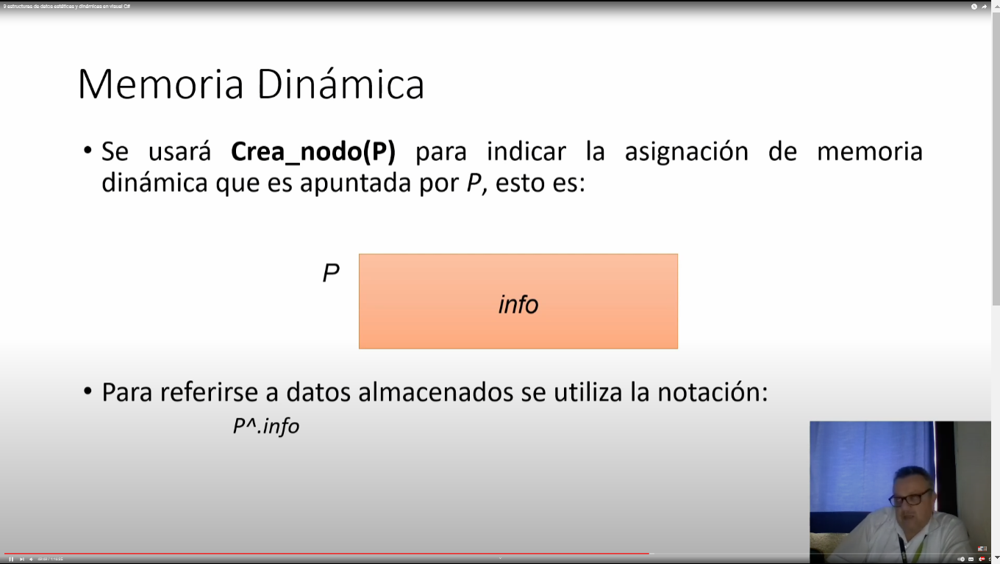 9 estructuras de datos estáticas y dinámicas en visual C#
Memoria Dinámica
• Se usará Crea_nodo(P) para indicar la asignación de memoria
dinámica que es apuntada por P, esto es:
P
info
• Para referirse a datos almacenados se utiliza la notación:
P^.info